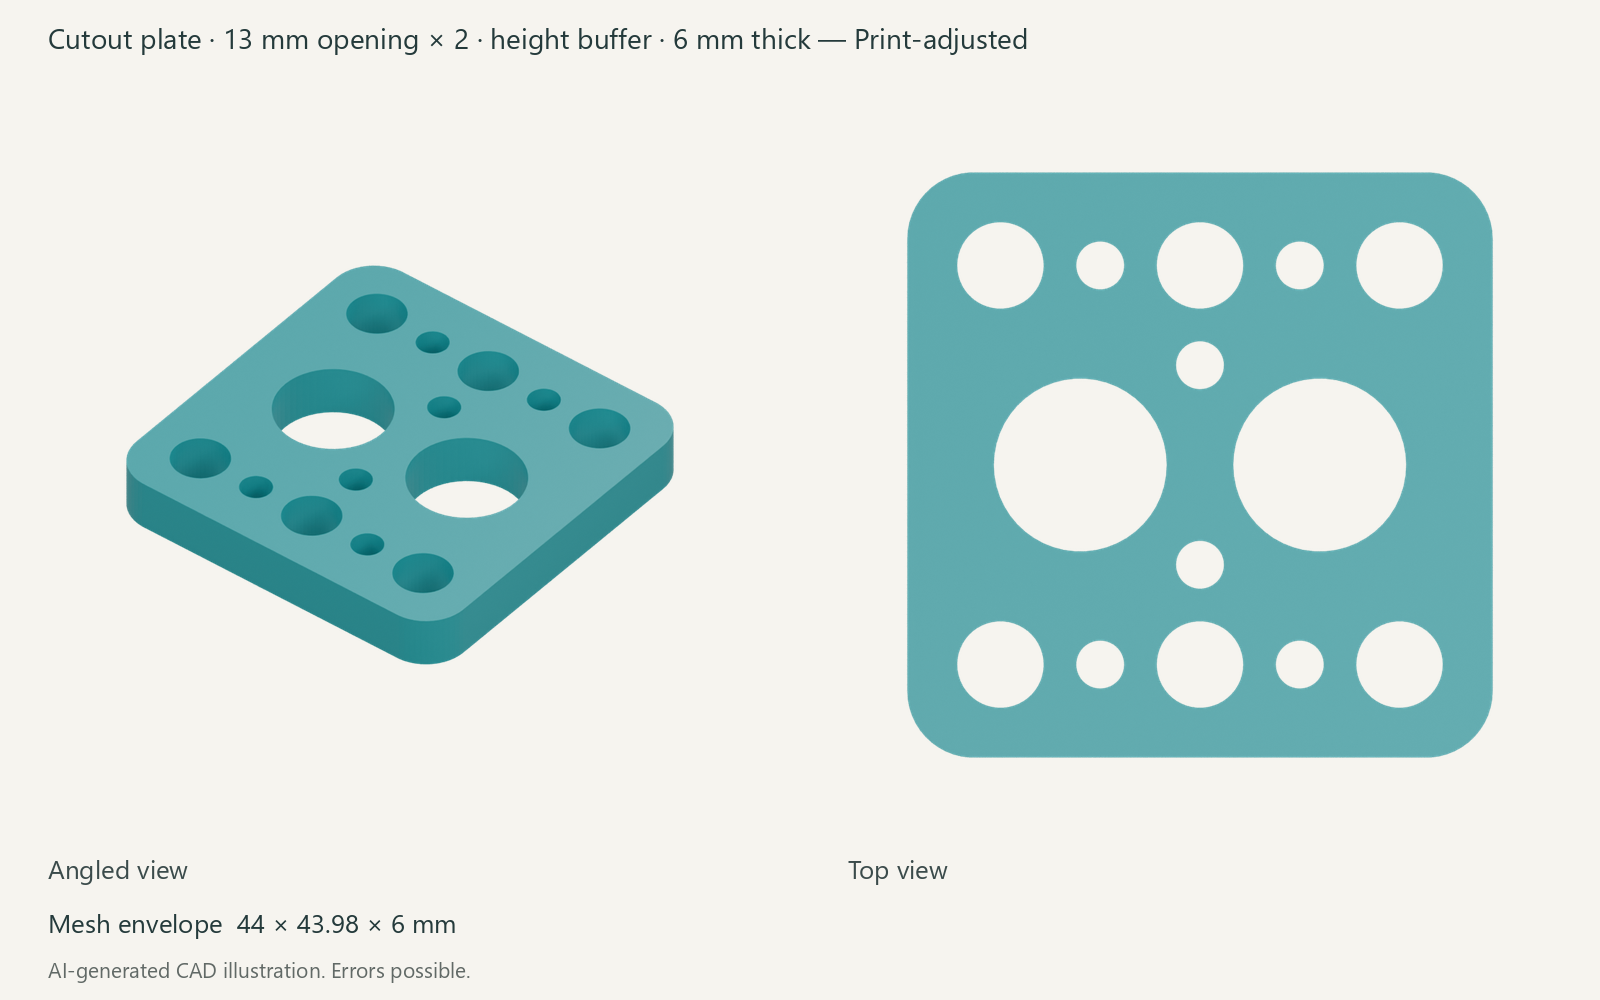 Cutout plate · 13 mm opening × 2 · height buffer · 6 mm thick — Print-adjusted
Angled view
Top view
Mesh envelope  44 × 43.98 × 6 mm
AI-generated CAD illustration. Errors possible.